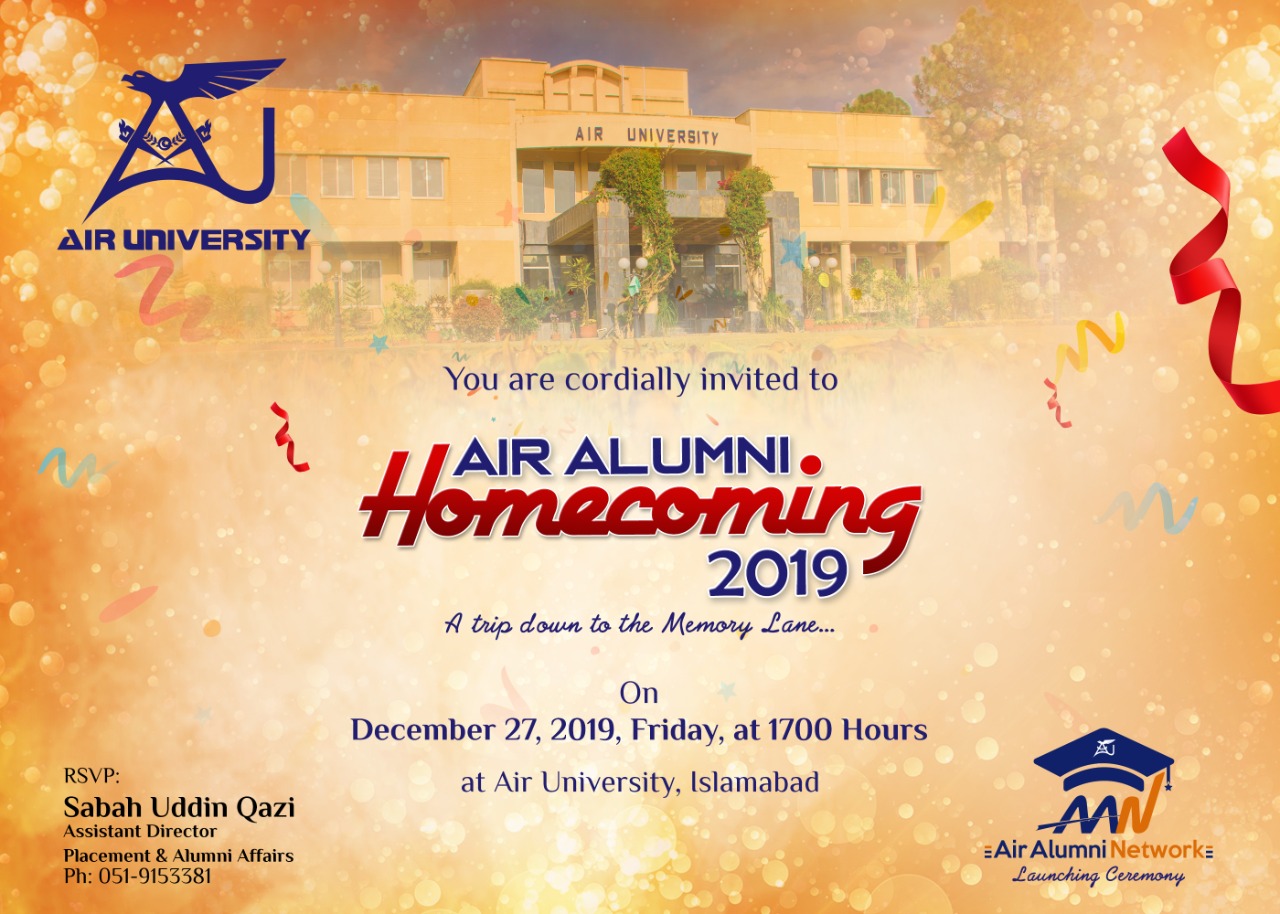 AIR UNIVERSITY
AU
AIR UNIVERSITY
You are cordially invited to
AIR ALUMNI
Homecoming
2019
A trip down to the Memory Lane...
On
December 27, 2019, Friday, at 1700 Hours
at Air University, Islamabad
RSVP:
Sabah Uddin Qazi
Assistant Director
Placement & Alumni Affairs
Ph: 051-9153381
AU
AAN
Air Alumni Network
Launching Ceremony